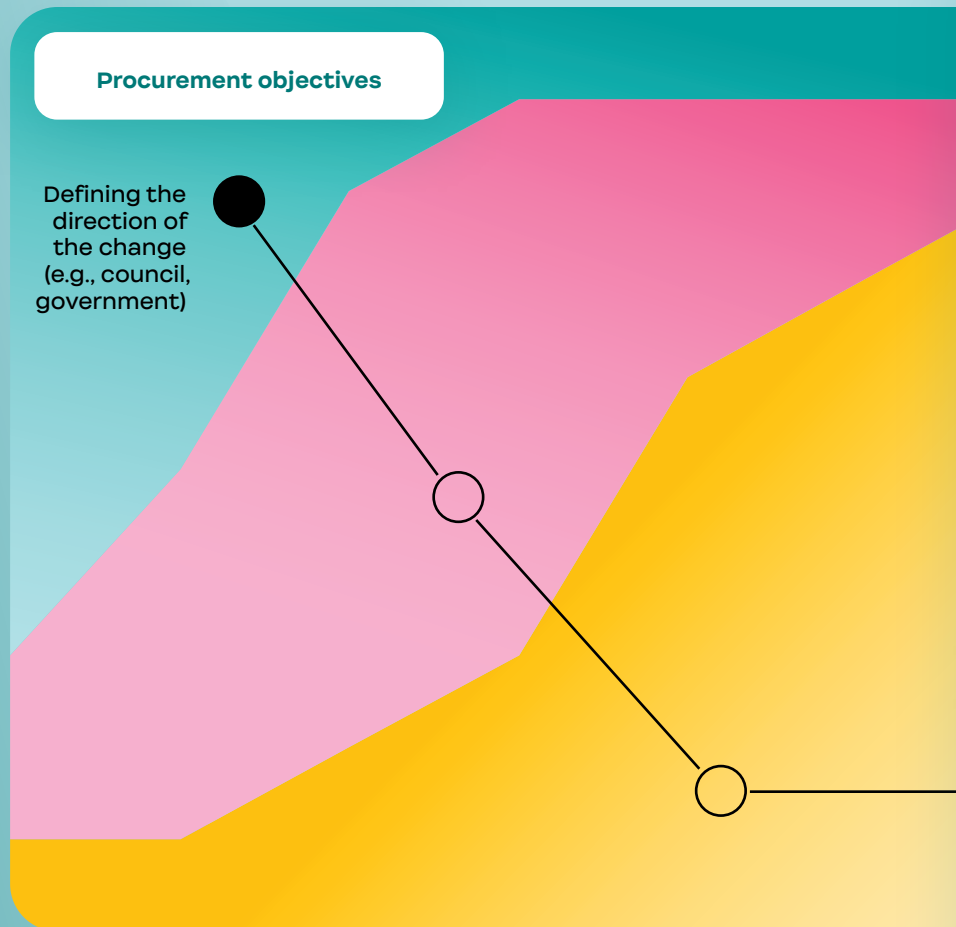 Procurement objectives
Defining the
direction of
the change
(e.g., council,
government)